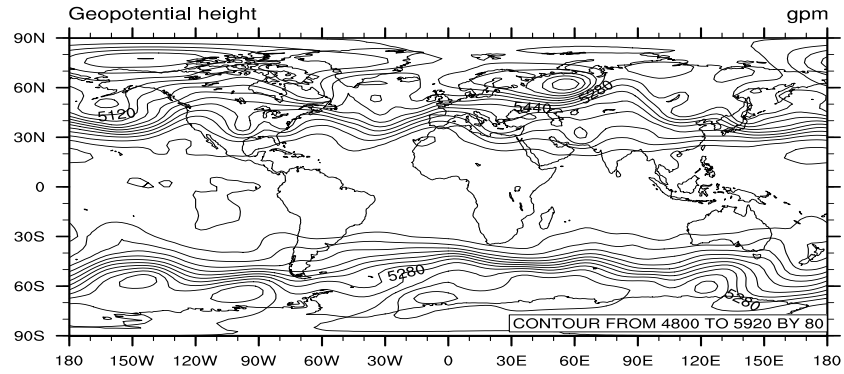 Geopotential height gpm
90N
60N
30N
0
30S
60S
90S
5120
5440
5280
5280
5280
CONTOUR FROM 4800 TO 5920 BY 80
180 150W 120W 90W 60W 30W 0 30E 60E 90E 120E 150E 180